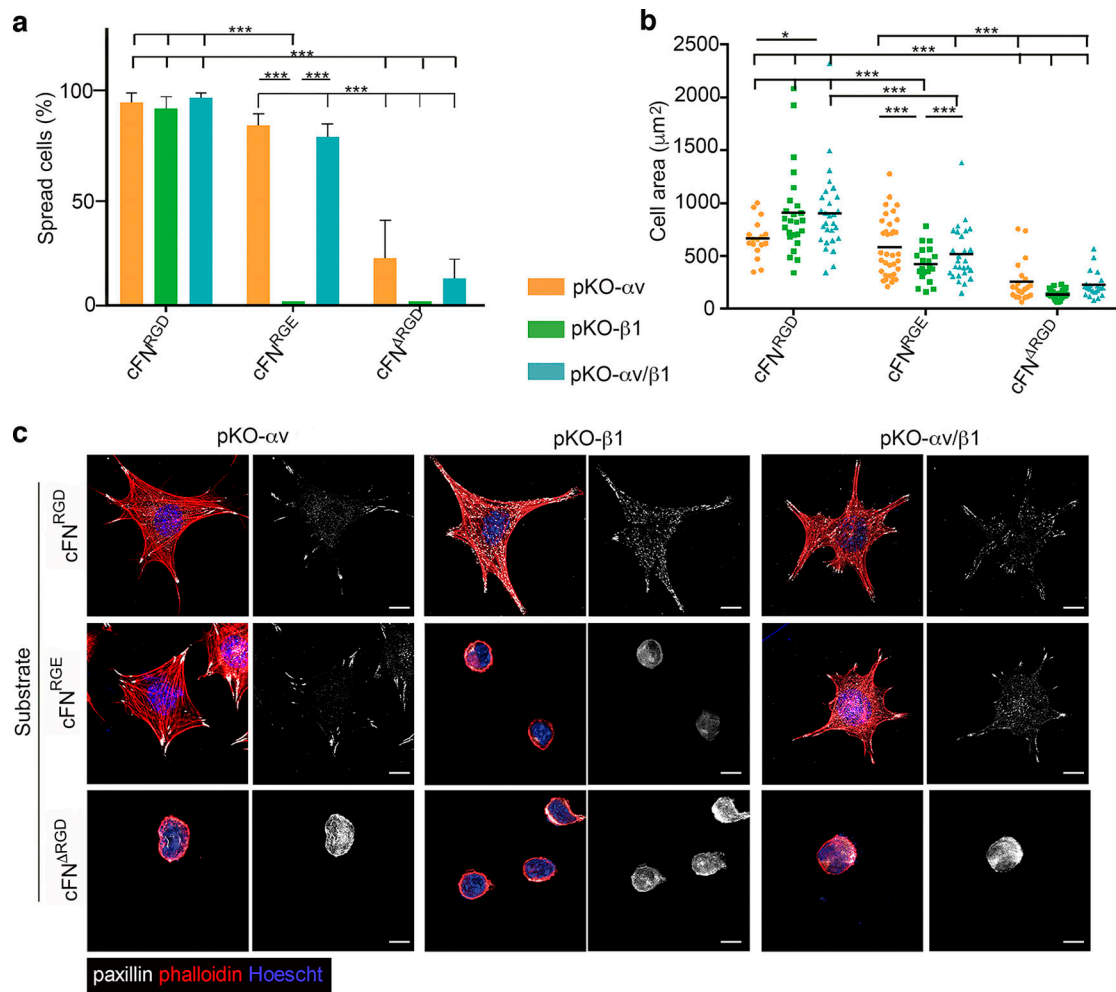 a
Spread cells (%)
100
50
0
***
***
*** ***
***
cFN^RGD
cFN^RGE
cFN^ΔRGD
pKO-αv
pKO-β1
pKO-αv/β1
b
Cell area (μm²)
2500
2000
1500
1000
500
0
***
*
***
***
***
*** ***
cFN^RGD
cFN^RGE
cFN^ΔRGD
c
pKO-αv pKO-β1 pKO-αv/β1
Substrate
cFN^RGD
cFN^RGE
cFN^ΔRGD
paxillin phalloidin Hoescht